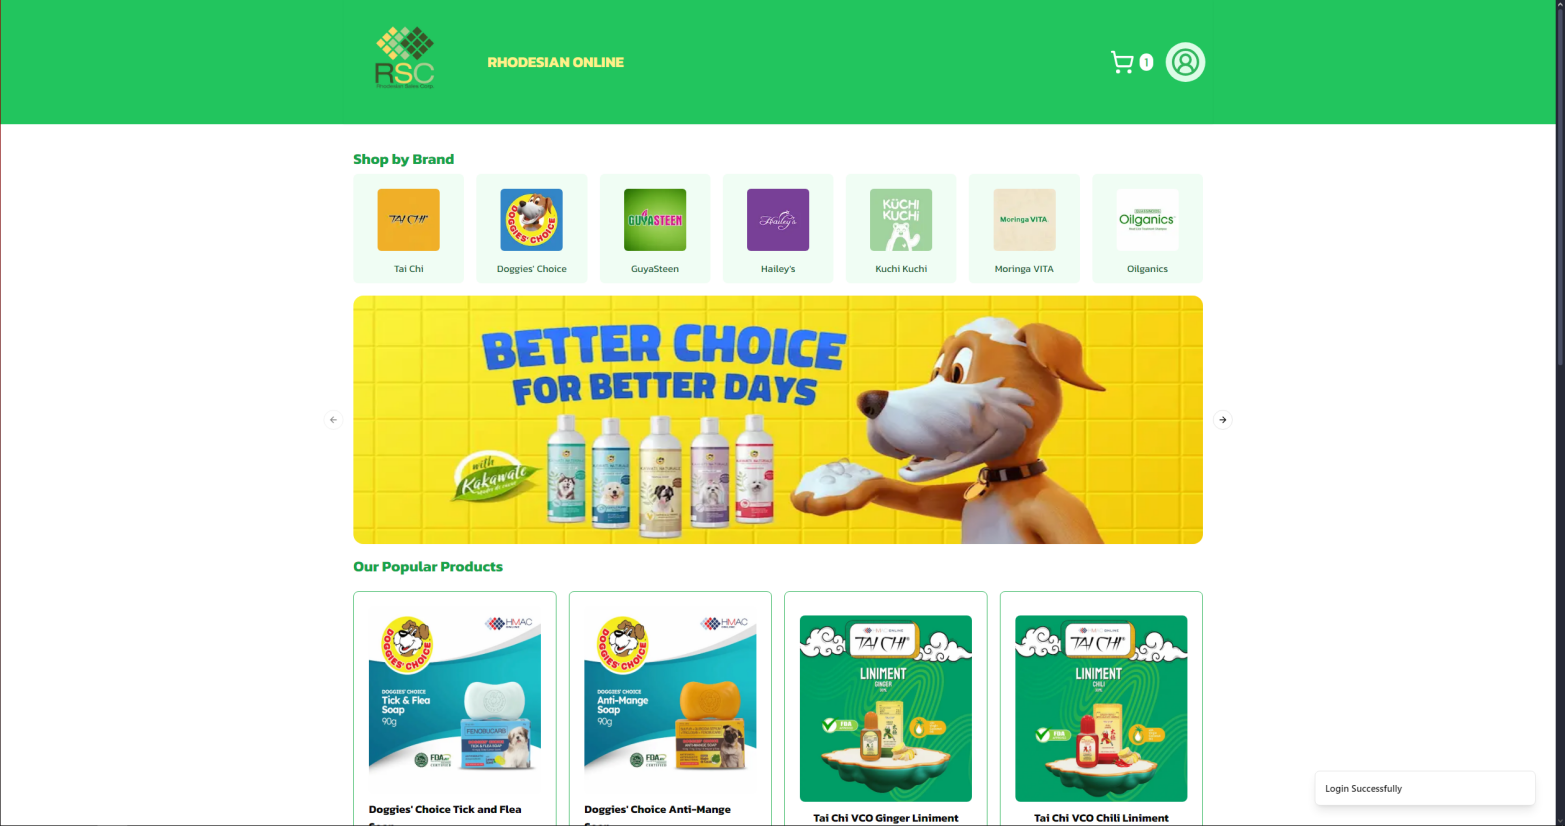 RSC
Rhodesian Sales Corp.
RHODESIAN ONLINE
1
Shop by Brand
TAI CHI
DOGGIES' CHOICE
GUYASTEEN
Hailey's
KÜCHI
KUCHi
Moringa VITA
Oilganics
Tai Chi
Doggies' Choice
GuyaSteen
Hailey's
Kuchi Kuchi
Moringa VITA
Oilganics
BETTER CHOICE
FOR BETTER DAYS
with
Kakawate
Our Popular Products
DOGGIES' CHOICE
HMAC
DOGGIES' CHOICE
Tick & Flea
Soap
90g
FENOBUCARB
FDA
DOGGIES' CHOICE
HMAC
DOGGIES' CHOICE
Anti-Mange
Soap
90g
FDA
TAI CHI
LINIMENT
GINGER
FDA
TAI CHI
LINIMENT
CHILI
FDA
Doggies' Choice Tick and Flea
Doggies' Choice Anti-Mange
Tai Chi VCO Ginger Liniment
Tai Chi VCO Chili Liniment
Login Successfully